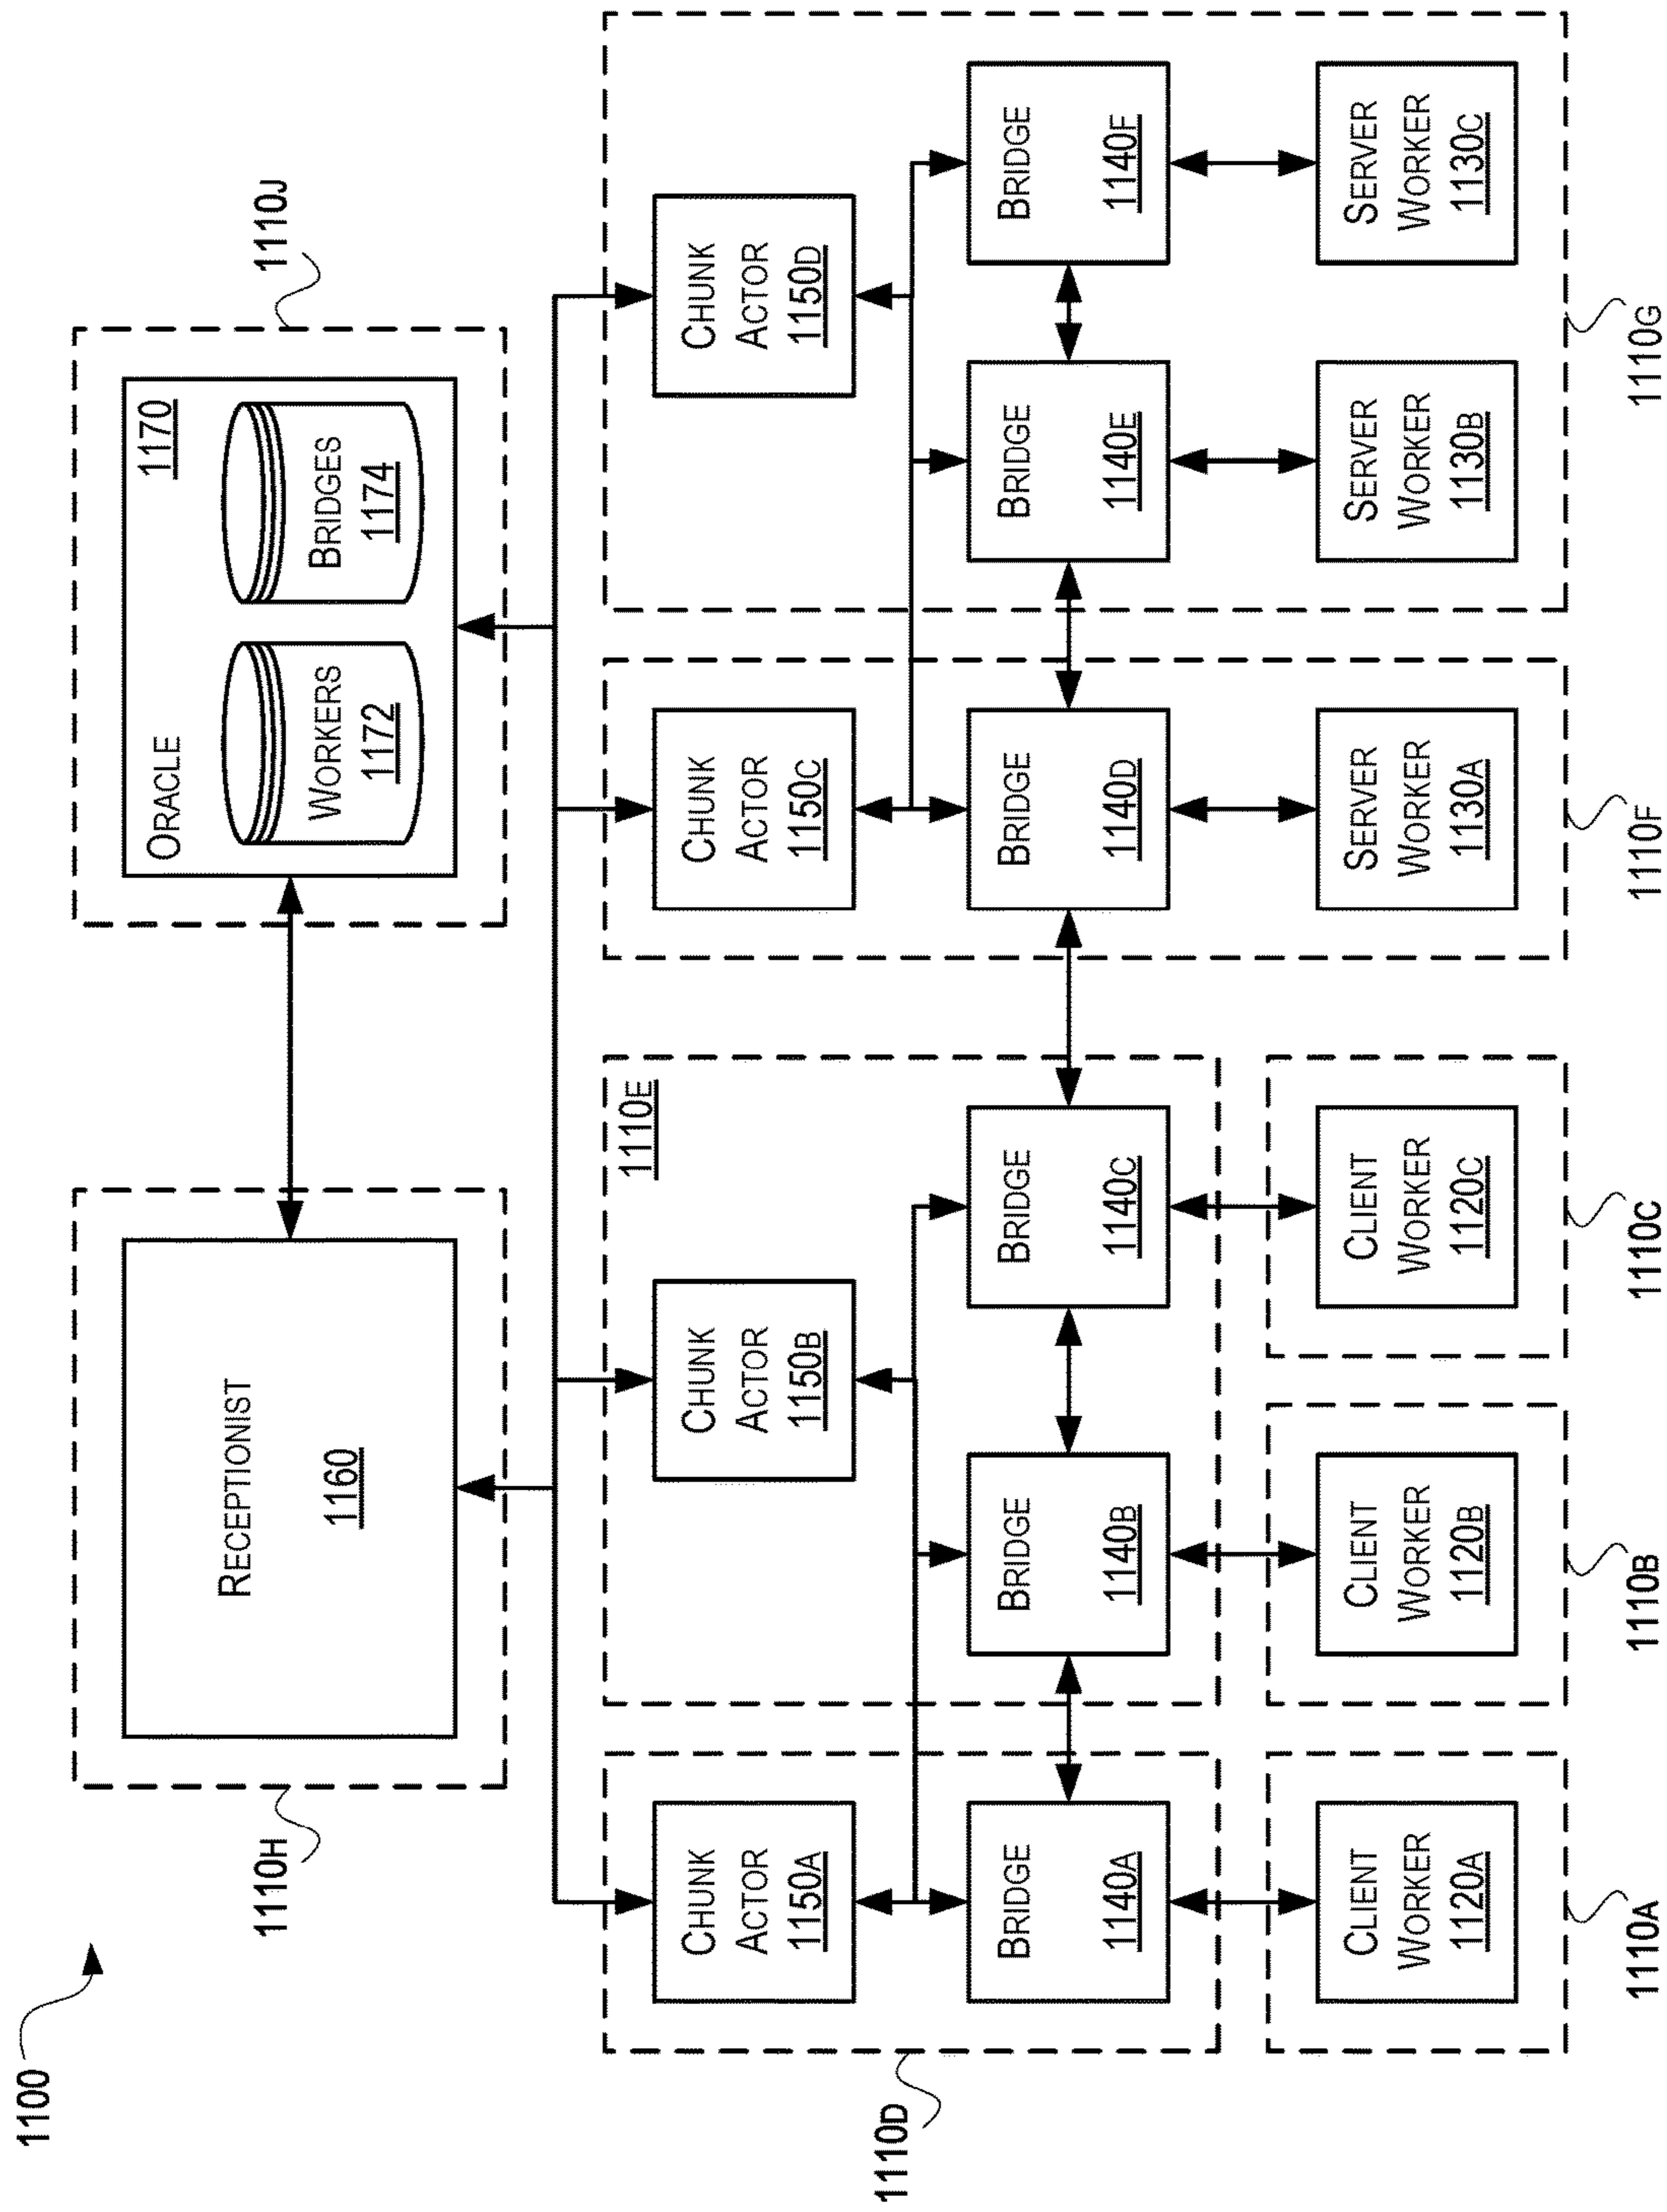 1100
1110H
RECEPTIONIST
1160
1110J
ORACLE
1170
WORKERS
1172
BRIDGES
1174
1110D
CHUNK
ACTOR
1150A
BRIDGE
1140A
1110E
CHUNK
ACTOR
1150B
BRIDGE
1140B
BRIDGE
1140C
CHUNK
ACTOR
1150C
BRIDGE
1140D
CHUNK
ACTOR
1150D
BRIDGE
1140E
BRIDGE
1140F
CLIENT
WORKER
1120A
CLIENT
WORKER
1120B
CLIENT
WORKER
1120C
SERVER
WORKER
1130A
SERVER
WORKER
1130B
SERVER
WORKER
1130C
1110A
1110B
1110C
1110F
1110G